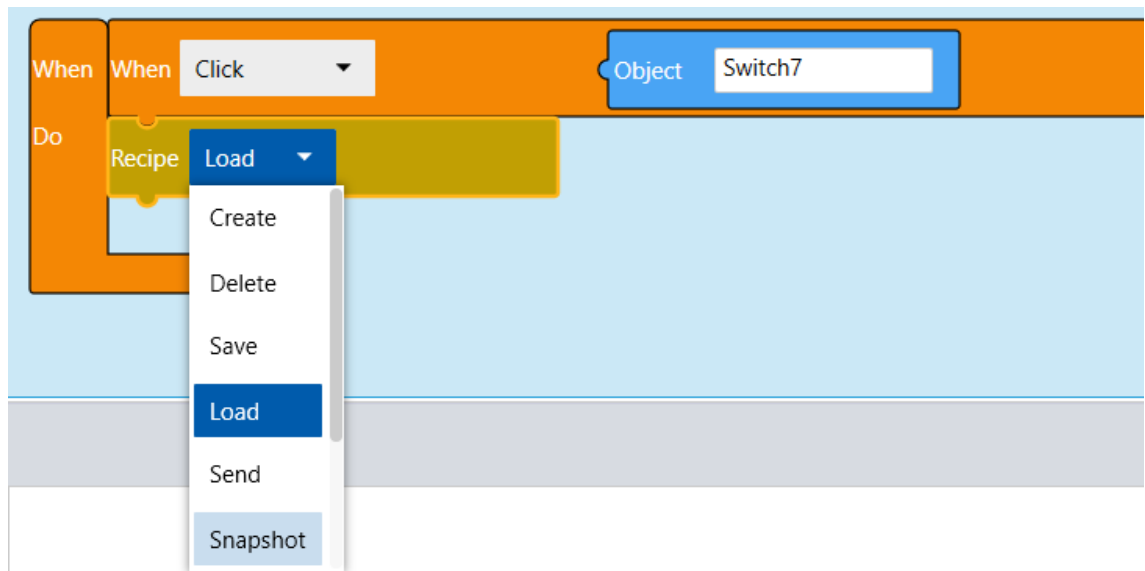 When When Click Object Switch7
Do
Recipe Load
Create
Delete
Save
Load
Send
Snapshot